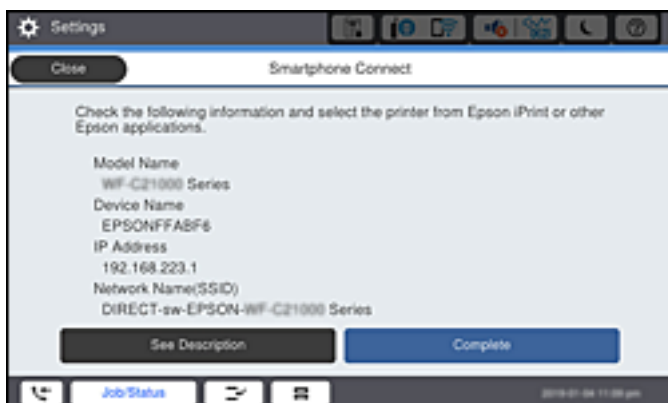 Settings
Close
Smartphone Connect
Check the following information and select the printer from Epson iPrint or other
Epson applications.
Model Name
WF-C21000 Series
Device Name
EPSONFFABF6
IP Address
192.168.223.1
Network Name(SSID)
DIRECT-sw-EPSON-WF-C21000 Series
See Description
Complete
Job/Status